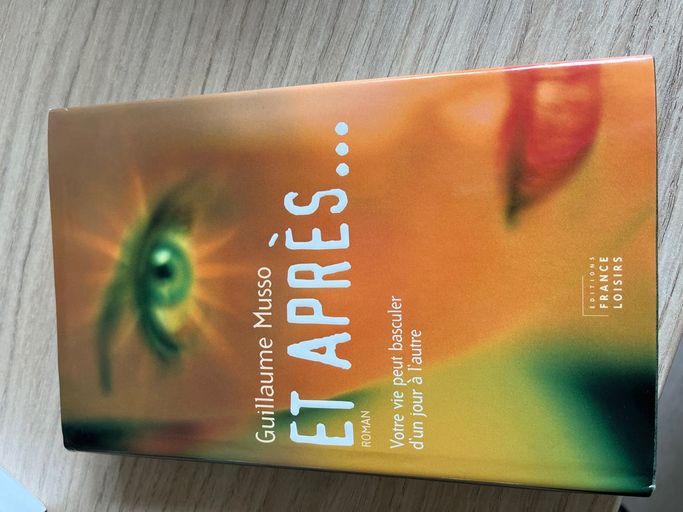 Guillaume Musso
ET APRÈS...
ROMAN
Votre vie peut basculer
d'un jour à l'autre
EDITIONS
FRANCE
LOISIRS